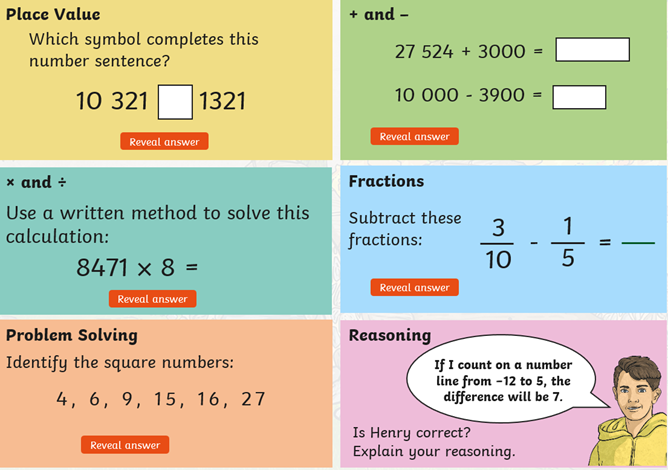 Place Value
Which symbol completes this
number sentence?
10 321 1321
Reveal answer
+ and –
27 524 + 3000 =
10 000 - 3900 =
Reveal answer
× and ÷
Use a written method to solve this
calculation:
8471 × 8 =
Reveal answer
Fractions
Subtract these
fractions:
3/10 - 1/5 =
Reveal answer
Problem Solving
Identify the square numbers:
4, 6, 9, 15, 16, 27
Reveal answer
Reasoning
If I count on a number
line from –12 to 5, the
difference will be 7.
Is Henry correct?
Explain your reasoning.